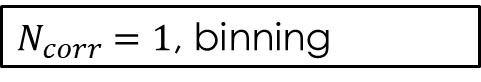 N_corr = 1, binning